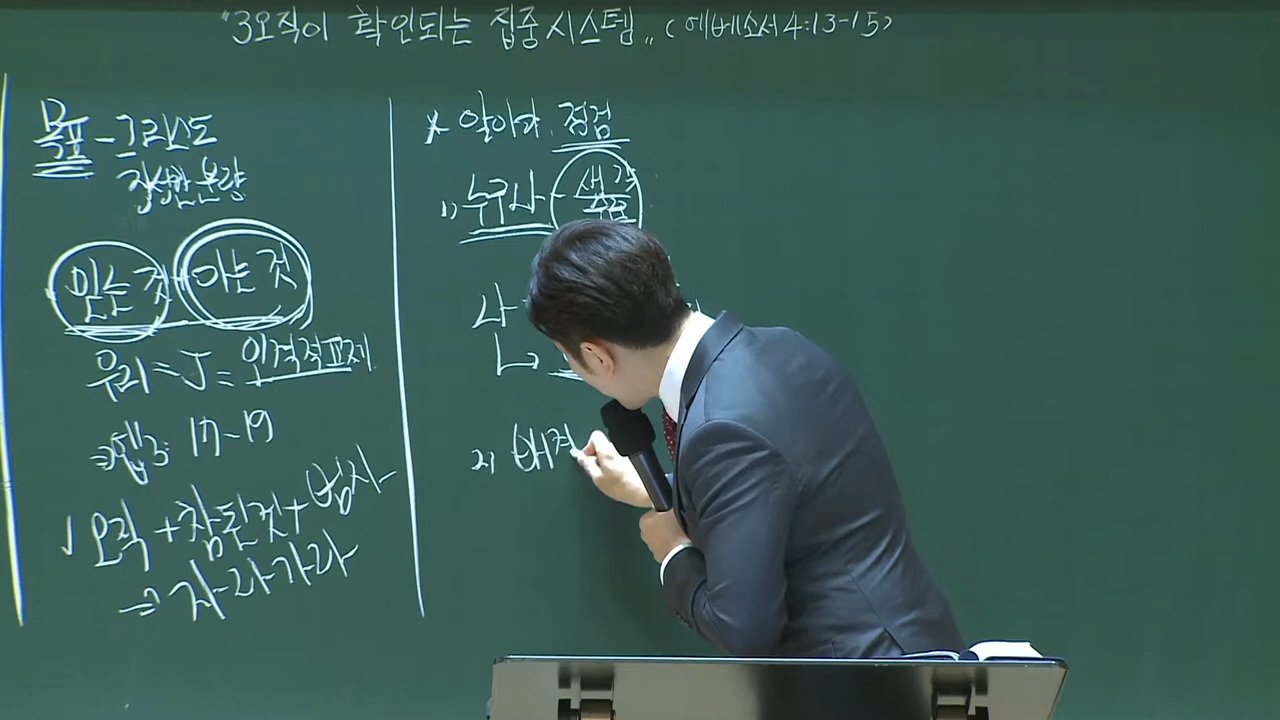 "3오직이 확인되는 집중시스템" (에베소서 4:13-15)
목표 - 그리스도
장성한 분량
믿는 것 + 아는 것
우리 = J = 인격적교제
⇒ 엡3: 17-19
✓ 오직 + 참된것 + 범사
⇒ 자라가라
* 알아라. 점검
1) 누구사 - 생각
나
↳
2) 배경